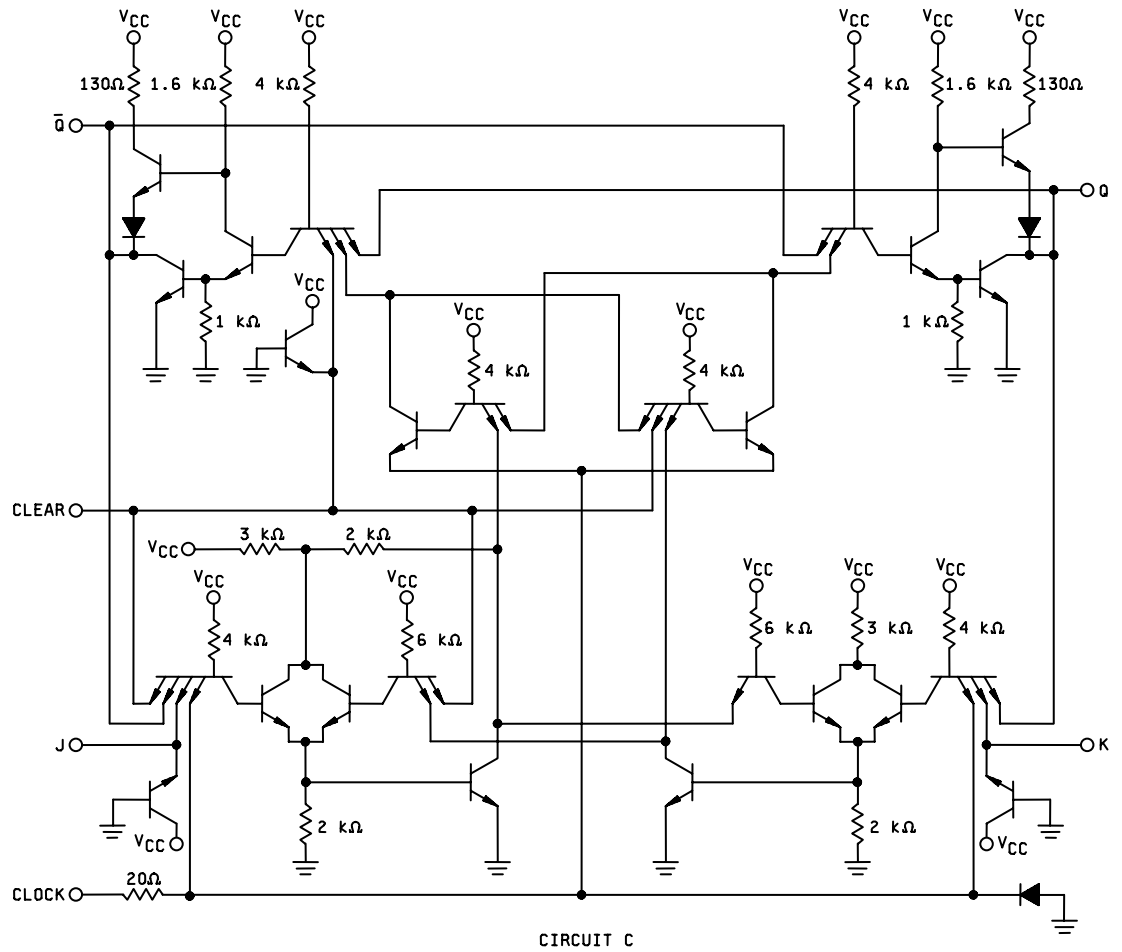 VCC VCC VCC VCC VCC VCC
130Ω 1.6 kΩ 4 kΩ 4 kΩ 1.6 kΩ 130Ω
Q̅
Q
VCC
VCC VCC
1 kΩ 1 kΩ
4 kΩ 4 kΩ
CLEAR
3 kΩ 2 kΩ
VCC
VCC VCC VCC VCC VCC
4 kΩ 6 kΩ 6 kΩ 3 kΩ 4 kΩ
J K
2 kΩ 2 kΩ
VCC VCC
20Ω
CLOCK
CIRCUIT C